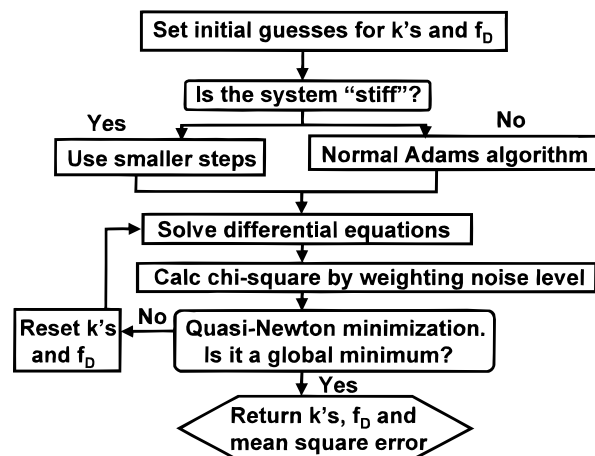 Set initial guesses for k's and f_D
Is the system “stiff”?
Yes
No
Use smaller steps
Normal Adams algorithm
Solve differential equations
Calc chi-square by weighting noise level
Reset k's
and f_D
No
Quasi-Newton minimization.
Is it a global minimum?
Yes
Return k's, f_D and
mean square error